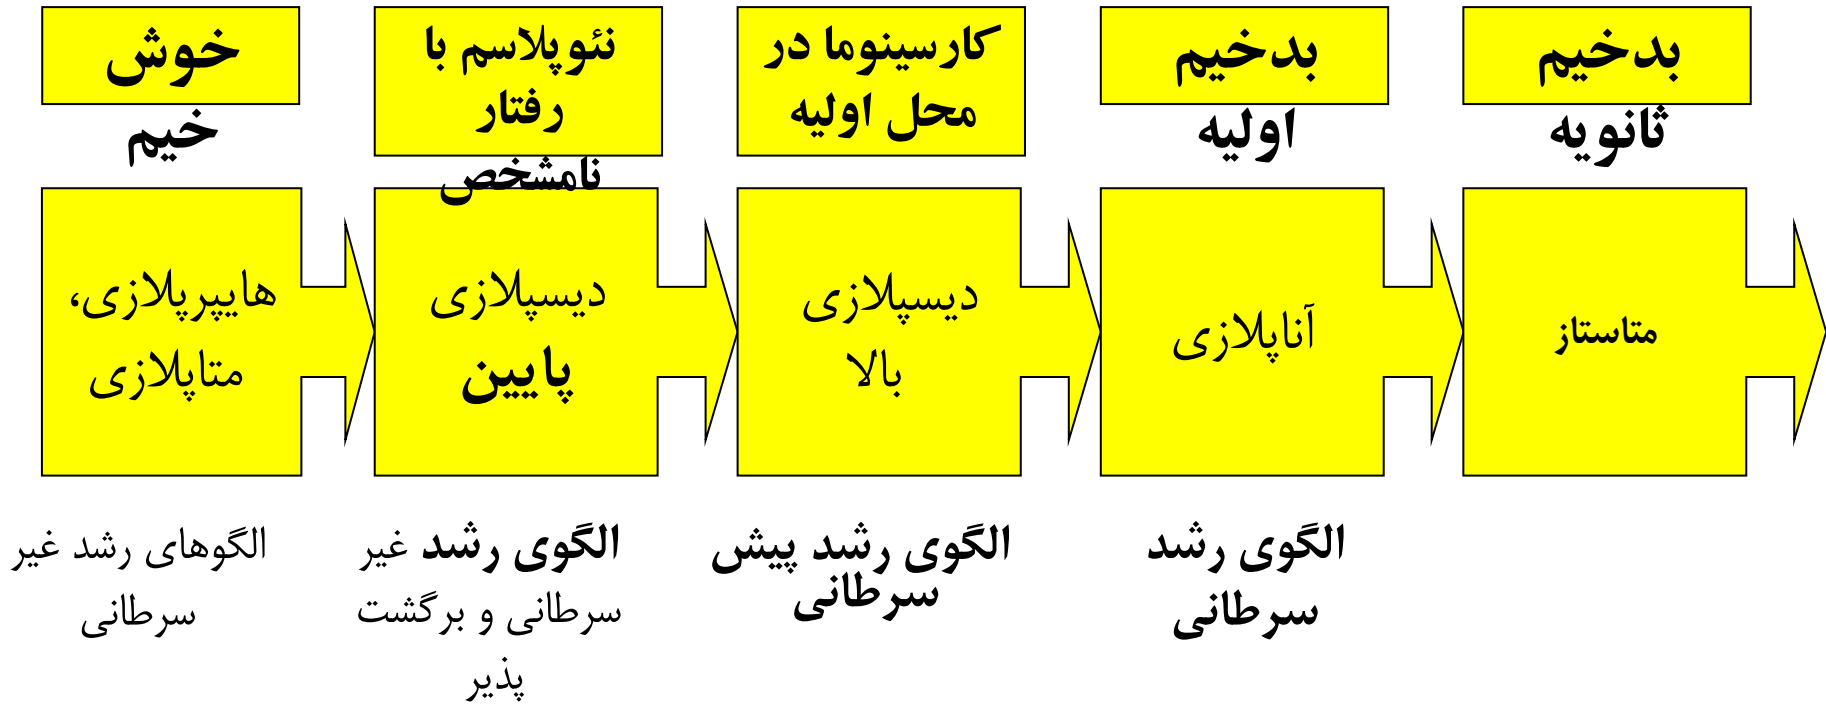 خوش
خیم
نئوپلاسم با
رفتار
نامشخص
کارسینوما در
محل اولیه
بدخیم
اولیه
بدخیم
ثانویه
هایپرپلازی،
متاپلازی
دیسپلازی
پایین
دیسپلازی
بالا
آناپلازی
متاستاز
الگوهای رشد غیر
سرطانی
الگوی رشد غیر
سرطانی و برگشت
پذیر
الگوی رشد پیش
سرطانی
الگوی رشد
سرطانی